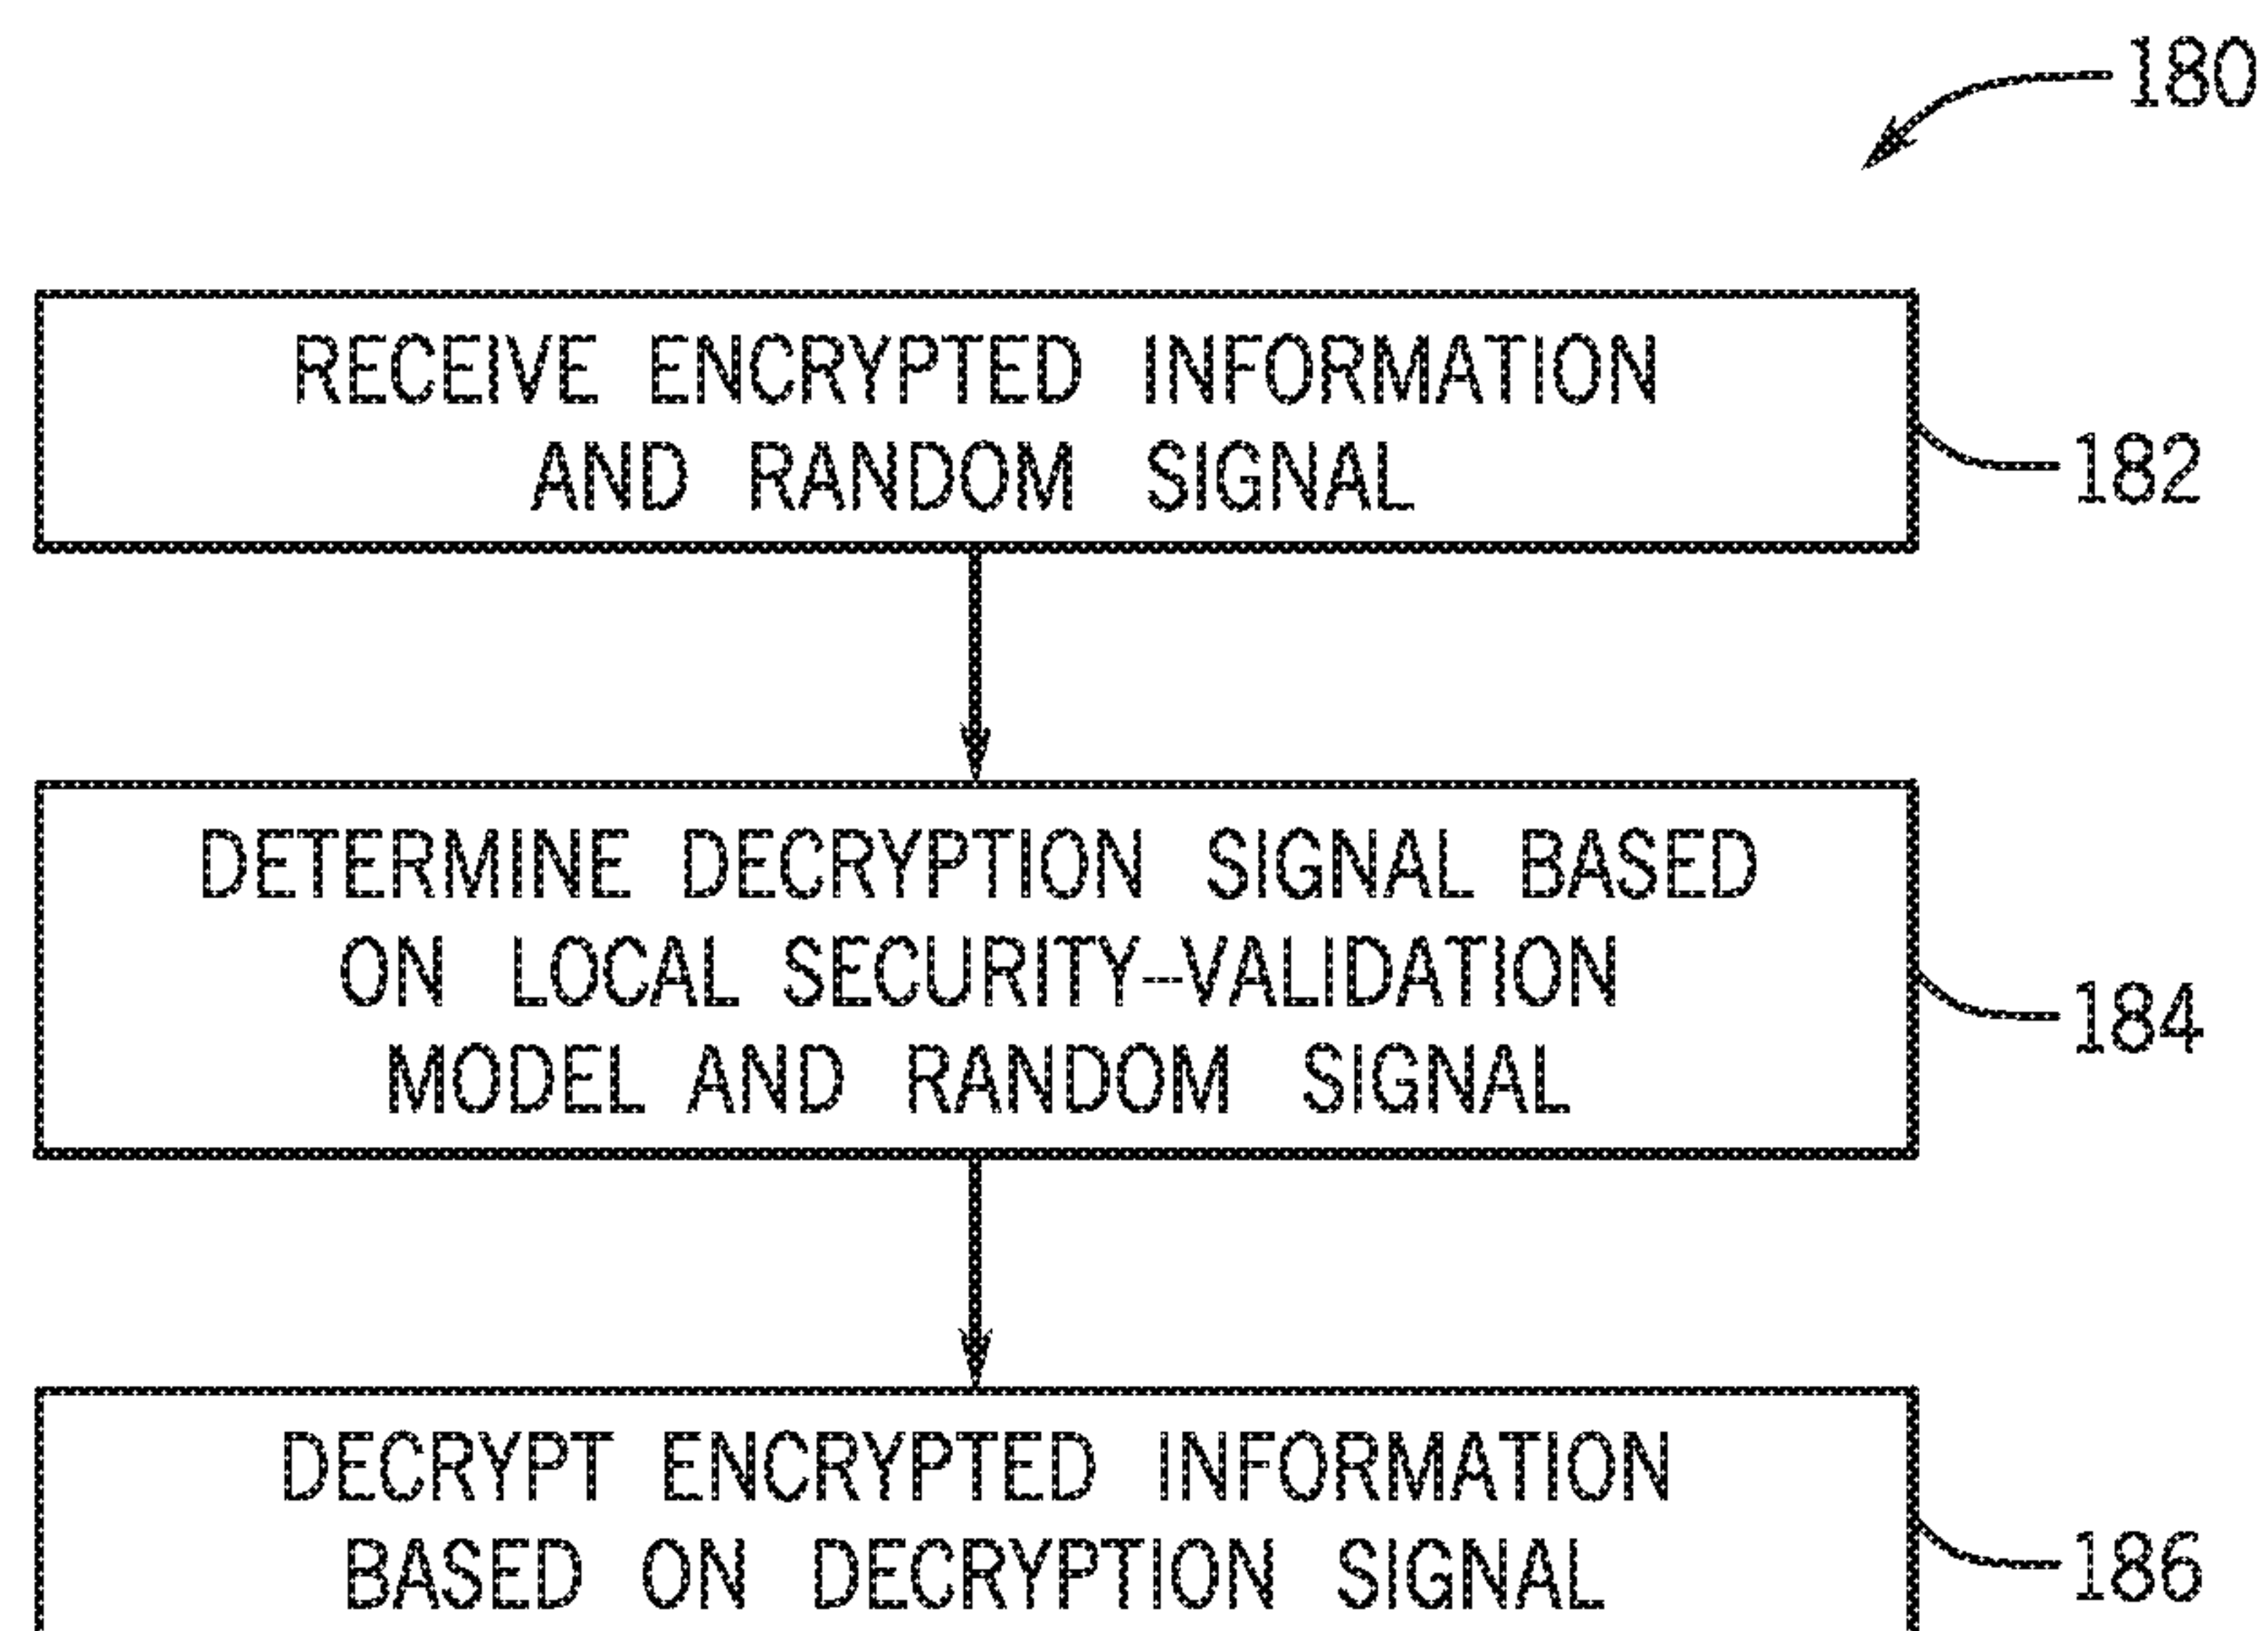 180
RECEIVE ENCRYPTED INFORMATION
AND RANDOM SIGNAL
182
DETERMINE DECRYPTION SIGNAL BASED
ON LOCAL SECURITY-VALIDATION
MODEL AND RANDOM SIGNAL
184
DECRYPT ENCRYPTED INFORMATION
BASED ON DECRYPTION SIGNAL
186